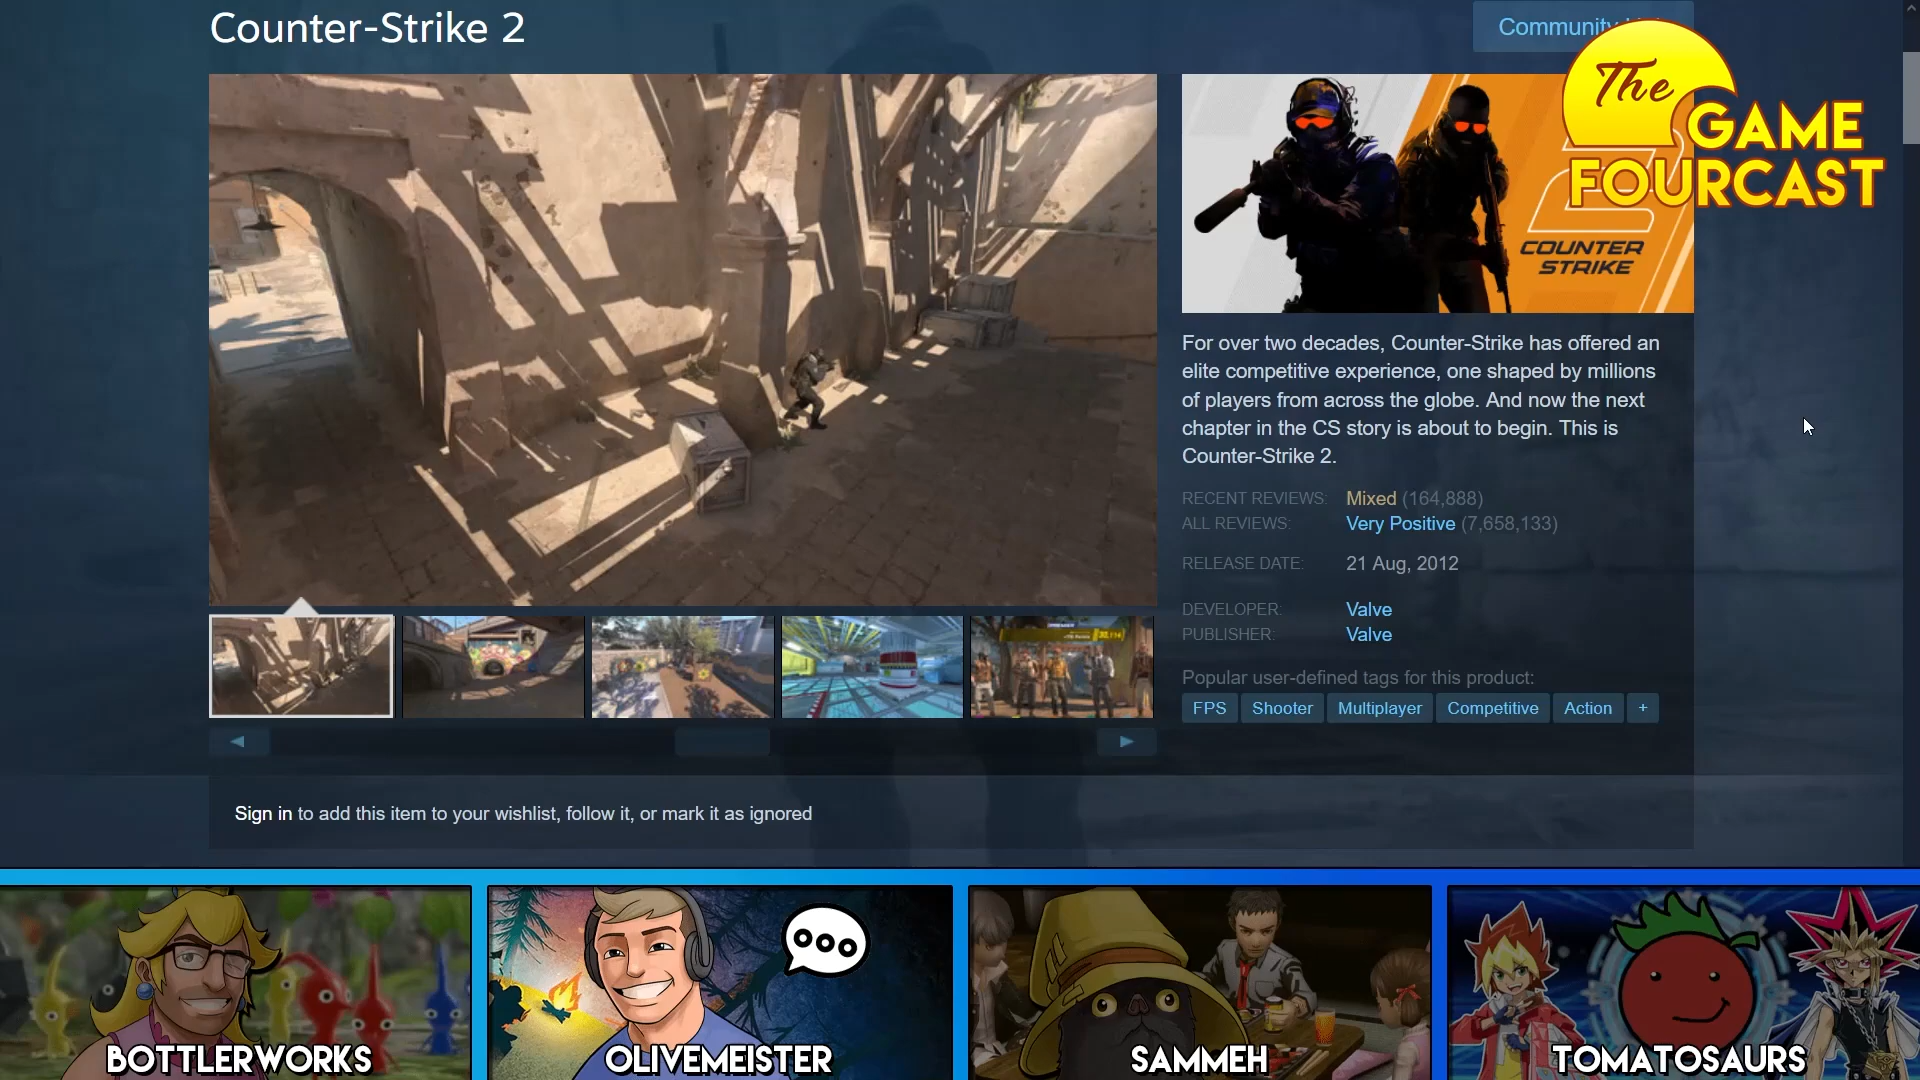 Counter-Strike 2
Community
The
GAME
FOURCAST
2
COUNTER
STRIKE
For over two decades, Counter-Strike has offered an
elite competitive experience, one shaped by millions
of players from across the globe. And now the next
chapter in the CS story is about to begin. This is
Counter-Strike 2.
RECENT REVIEWS: Mixed (164,888)
ALL REVIEWS: Very Positive (7,658,133)
RELEASE DATE: 21 Aug, 2012
DEVELOPER: Valve
PUBLISHER: Valve
Popular user-defined tags for this product:
FPS Shooter Multiplayer Competitive Action +
Sign in to add this item to your wishlist, follow it, or mark it as ignored
BOTTLERWORKS
OLIVEMEISTER
SAMMEH
TOMATOSAURS